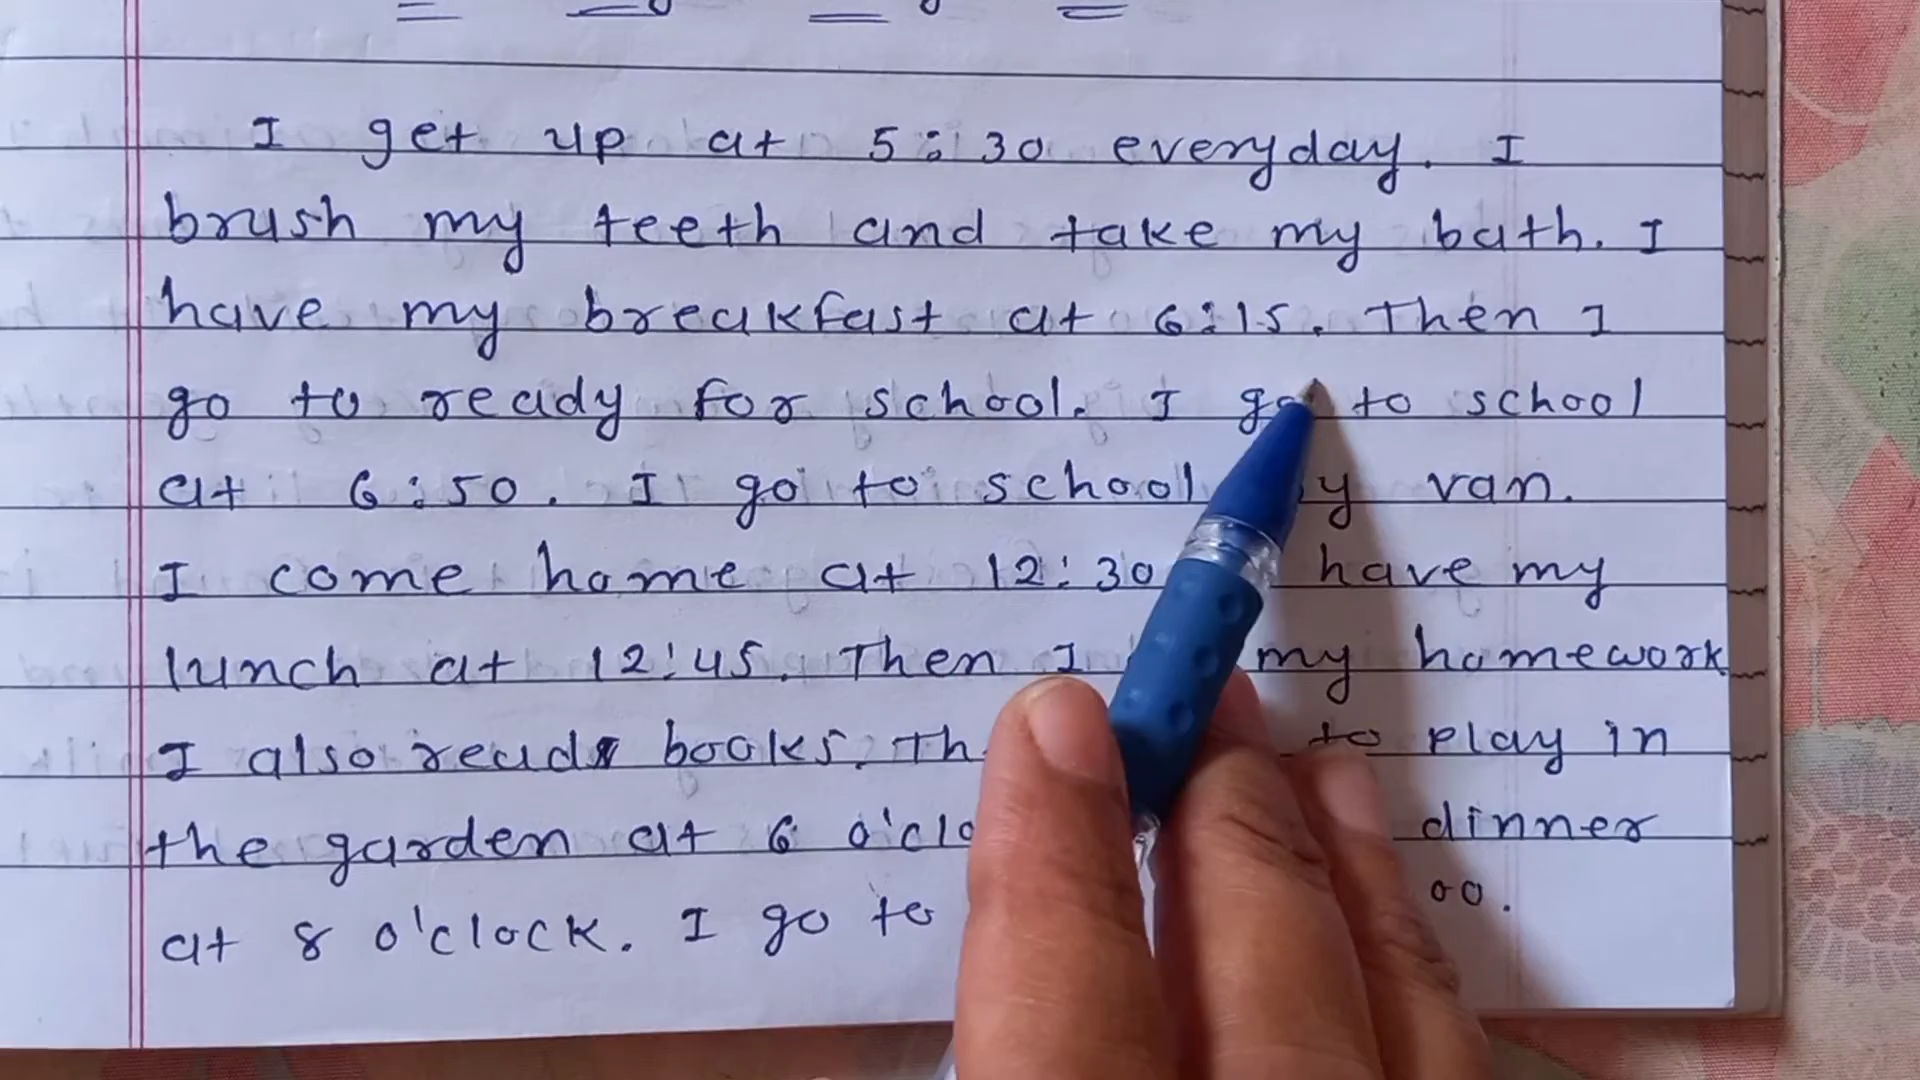 I get up at 5:30 everyday. I
brush my teeth and take my bath. I
have my breakfast at 6:15. Then I
go to ready for school. I go to school
at 6:50. I go to school van.
I come home at 12:30 have my
lunch at 12:45. Then I my homework
I also read books. to play in
the garden at 6 dinner
at 8 o'clock. I go to 00.